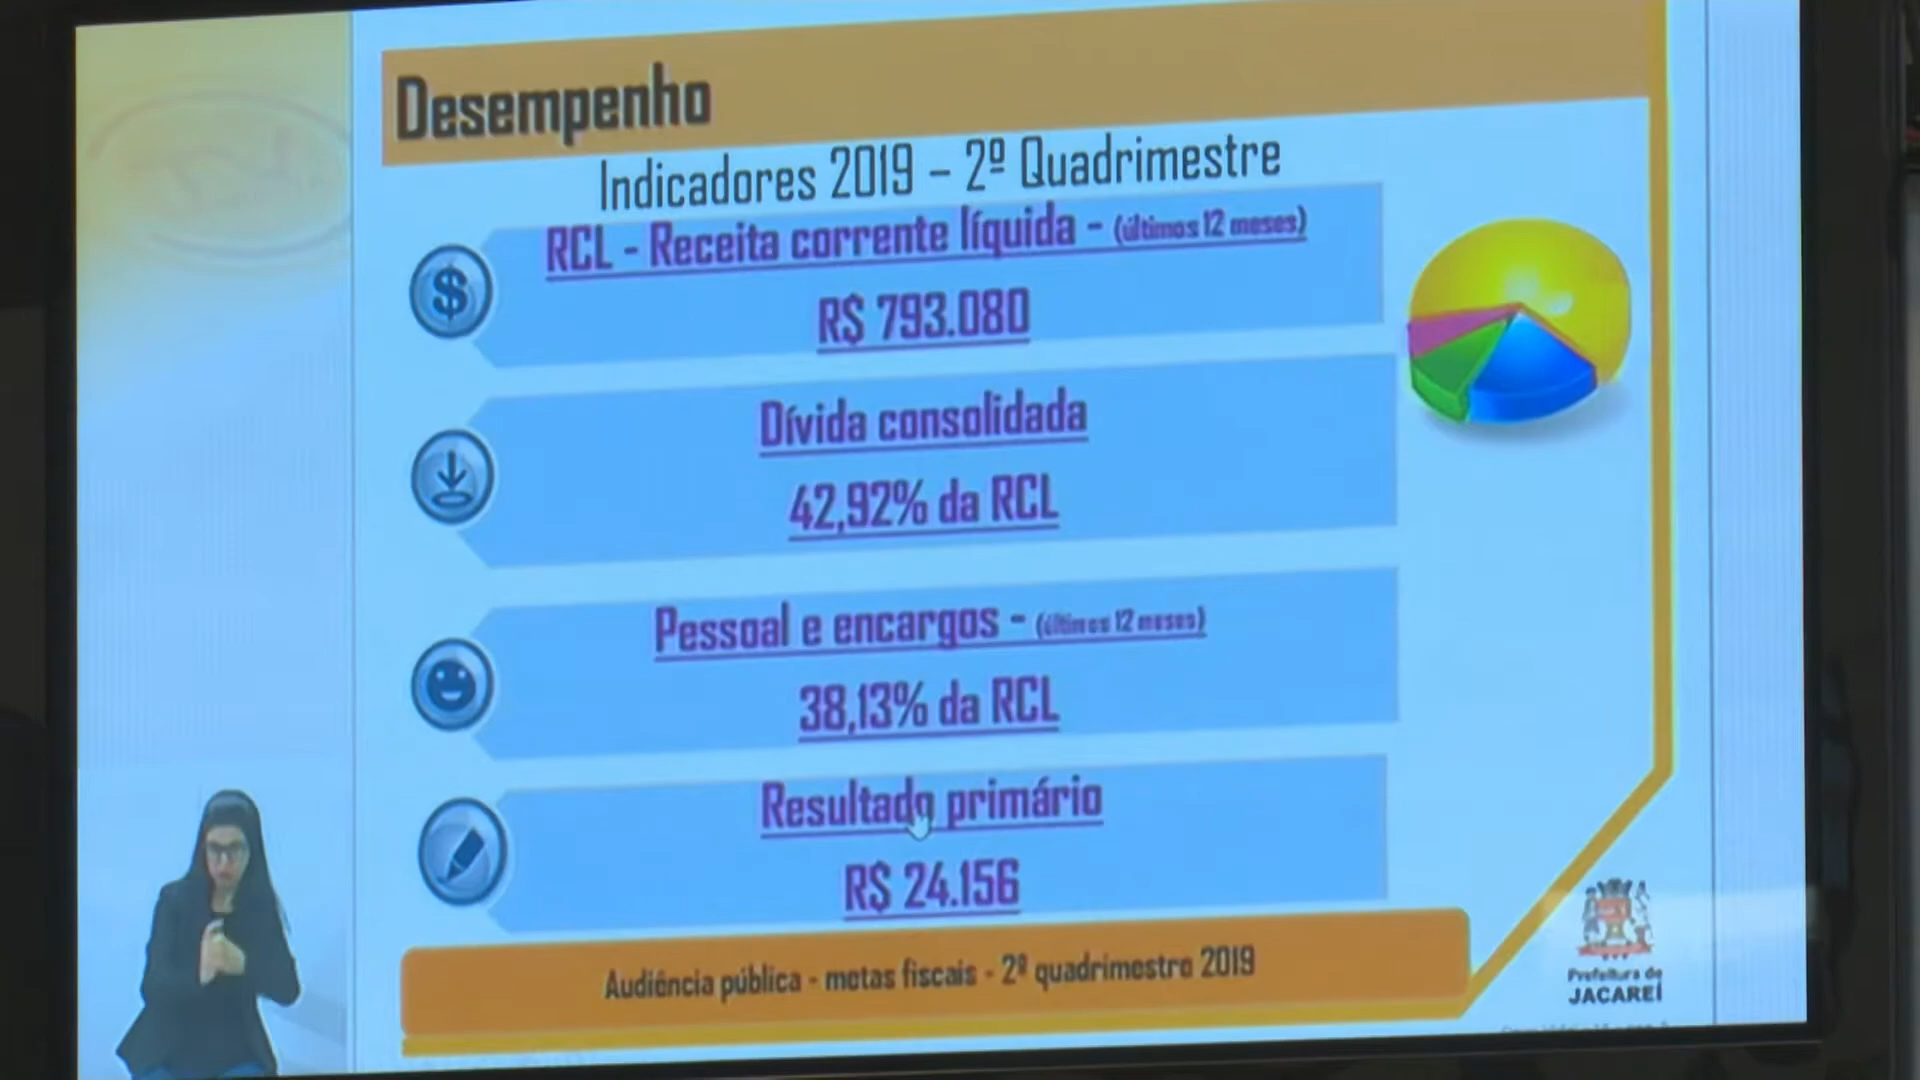 Desempenho
Indicadores 2019 – 2º Quadrimestre
RCL - Receita corrente líquida - (últimos 12 meses)
R$ 793.080
Dívida consolidada
42,92% da RCL
Pessoal e encargos - (últimos 12 meses)
38,13% da RCL
Resultado primário
R$ 24.156
Audiência pública - metas fiscais - 2º quadrimestre 2019
Prefeitura de
JACAREÍ